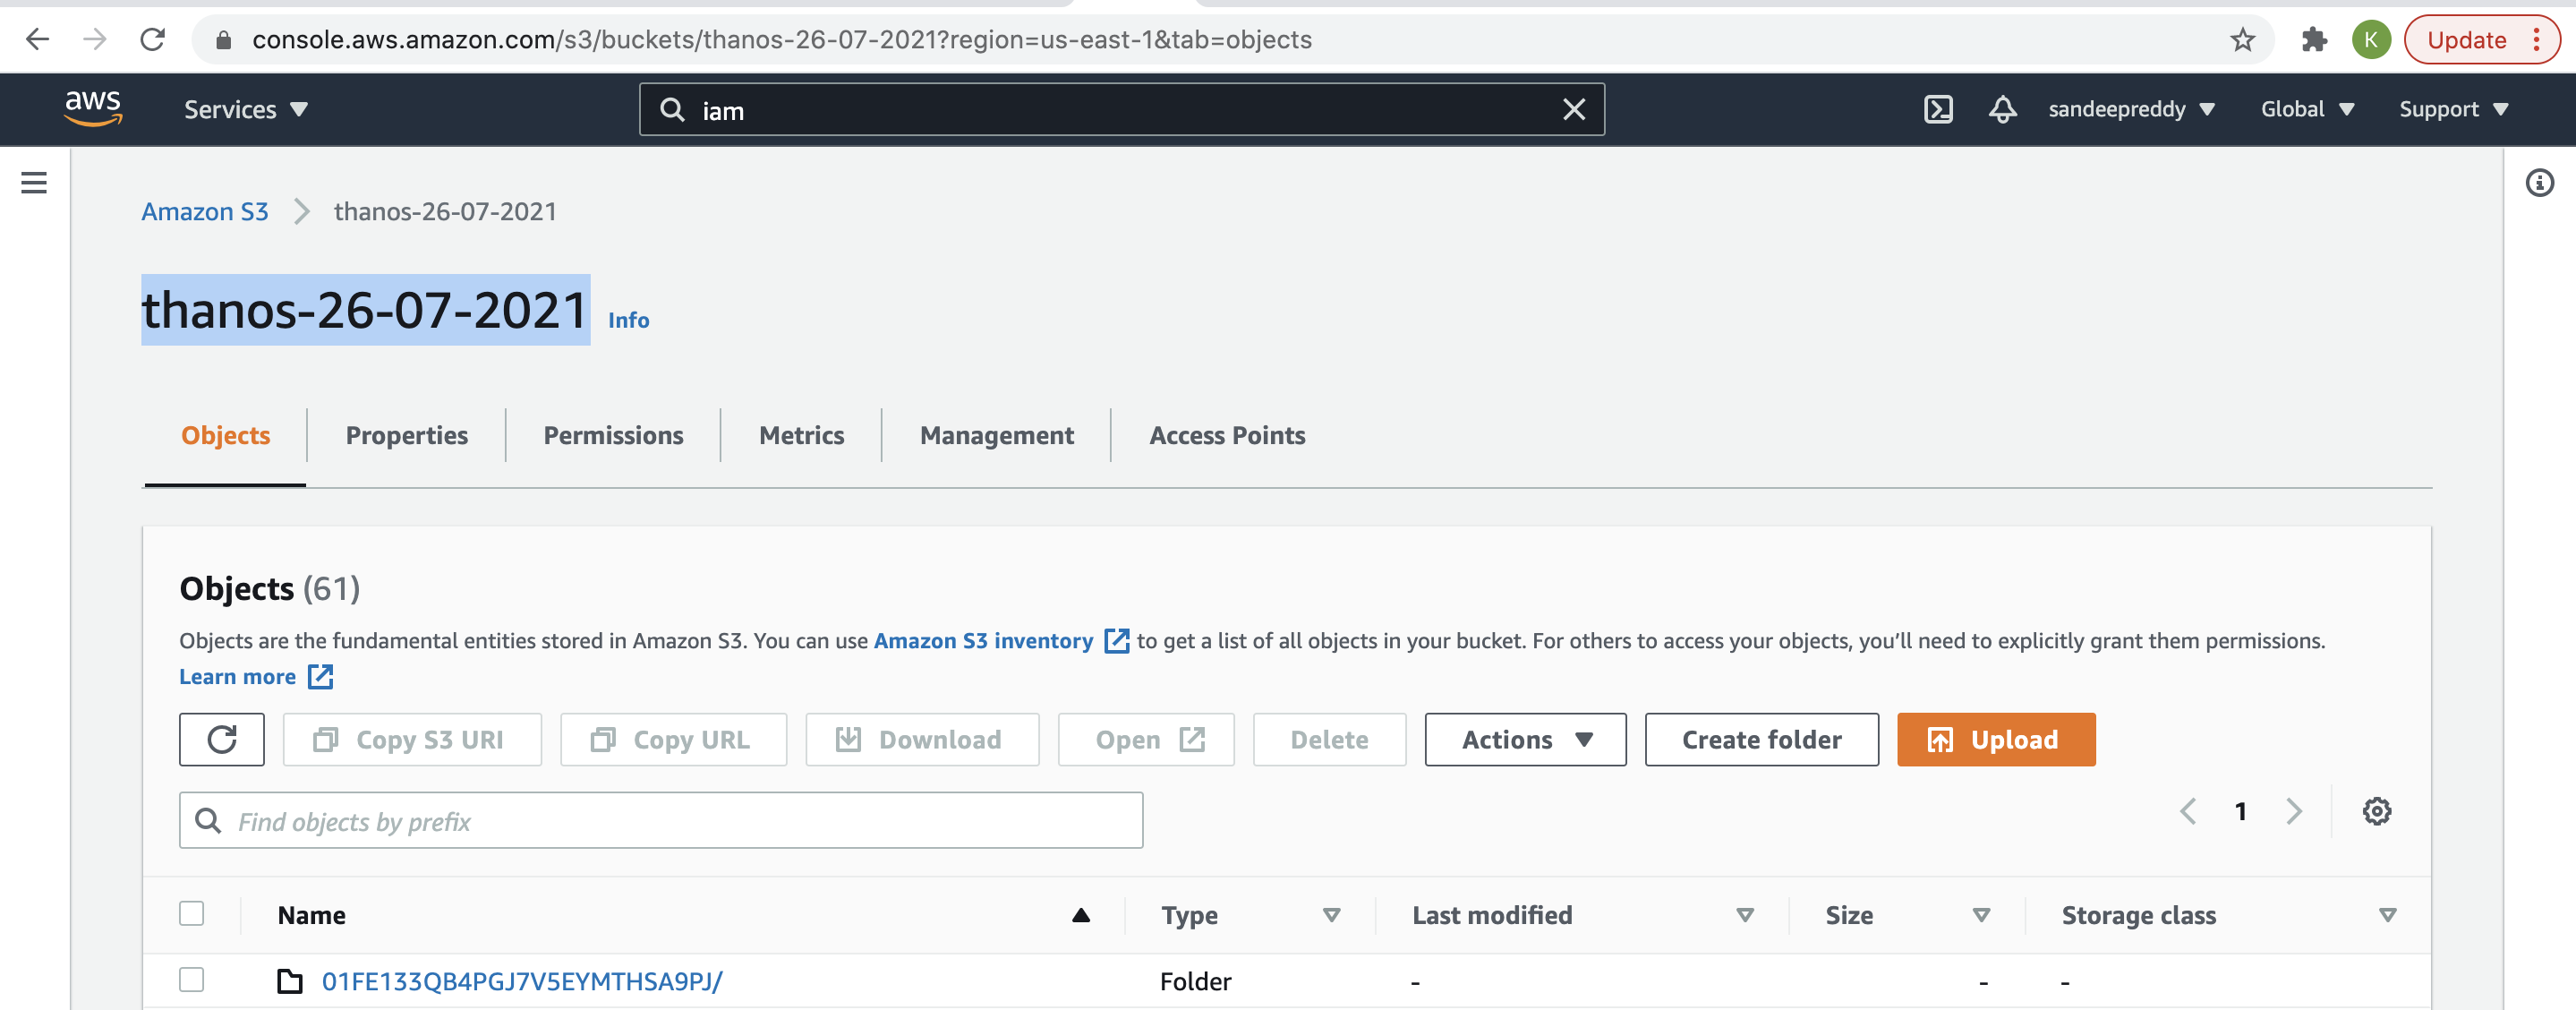 console.aws.amazon.com/s3/buckets/thanos-26-07-2021?region=us-east-1&tab=objects
K
Update
aws
Services
iam
sandeepreddy
Global
Support
Amazon S3
thanos-26-07-2021
thanos-26-07-2021 Info
Objects
Properties
Permissions
Metrics
Management
Access Points
Objects (61)
Objects are the fundamental entities stored in Amazon S3. You can use Amazon S3 inventory to get a list of all objects in your bucket. For others to access your objects, you’ll need to explicitly grant them permissions.
Learn more
Copy S3 URI
Copy URL
Download
Open
Delete
Actions
Create folder
Upload
Find objects by prefix
1
Name
Type
Last modified
Size
Storage class
01FE133QB4PGJ7V5EYMTHSA9PJ/
Folder
-
-
-